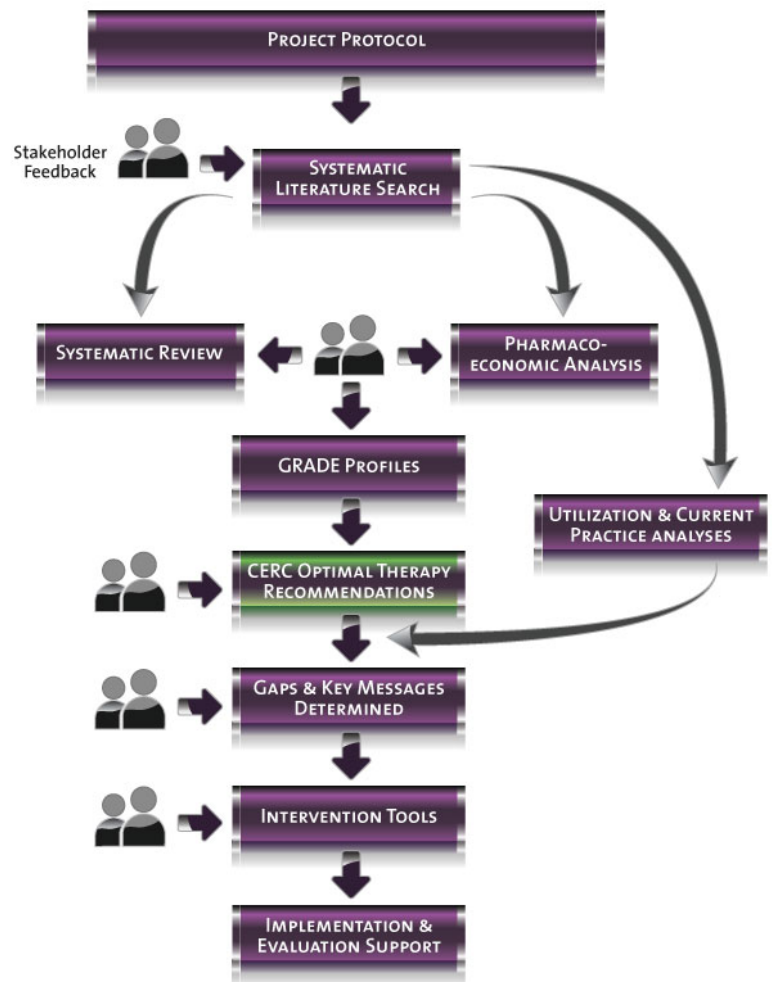 PROJECT PROTOCOL
Stakeholder
Feedback
SYSTEMATIC
LITERATURE SEARCH
SYSTEMATIC REVIEW
PHARMACO-
ECONOMIC ANALYSIS
GRADE PROFILES
UTILIZATION & CURRENT
PRACTICE ANALYSES
CERC OPTIMAL THERAPY
RECOMMENDATIONS
GAPS & KEY MESSAGES
DETERMINED
INTERVENTION TOOLS
IMPLEMENTATION &
EVALUATION SUPPORT